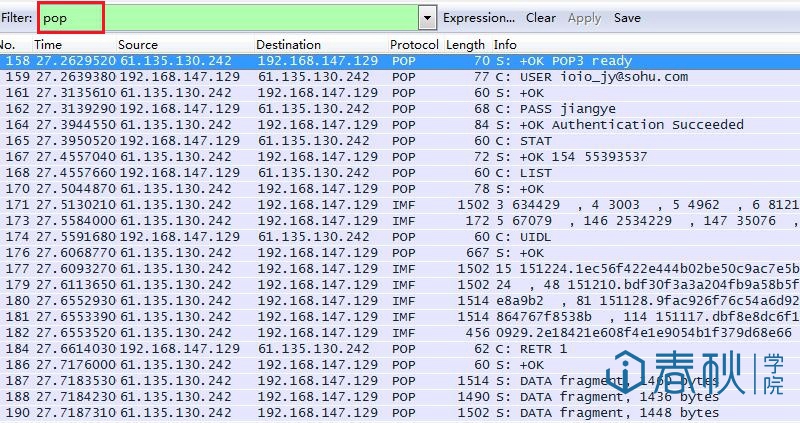 Filter: pop Expression... Clear Apply Save
No. Time Source Destination Protocol Length Info
158 27.2629520 61.135.130.242 192.168.147.129 POP 70 S: +OK POP3 ready
159 27.2639380 192.168.147.129 61.135.130.242 POP 77 C: USER ioio_jy@sohu.com
161 27.3135610 61.135.130.242 192.168.147.129 POP 60 S: +OK
162 27.3139290 192.168.147.129 61.135.130.242 POP 68 C: PASS jiangye
164 27.3944550 61.135.130.242 192.168.147.129 POP 84 S: +OK Authentication Succeeded
165 27.3950520 192.168.147.129 61.135.130.242 POP 60 C: STAT
167 27.4557040 61.135.130.242 192.168.147.129 POP 72 S: +OK 154 55393537
168 27.4557660 192.168.147.129 61.135.130.242 POP 60 C: LIST
170 27.5044870 61.135.130.242 192.168.147.129 POP 78 S: +OK
171 27.5130210 61.135.130.242 192.168.147.129 IMF 1502 3 634429 , 4 3003 , 5 4962 , 6 8121
173 27.5584000 61.135.130.242 192.168.147.129 IMF 172 5 67079 , 146 2534229 , 147 35076 ,
174 27.5591680 192.168.147.129 61.135.130.242 POP 60 C: UIDL
176 27.6068770 61.135.130.242 192.168.147.129 POP 667 S: +OK
177 27.6093270 61.135.130.242 192.168.147.129 IMF 1502 15 151224.1ec56f422e444b02be50c9ac7e5b
179 27.6113650 61.135.130.242 192.168.147.129 IMF 1502 24 , 48 151210.bdf30f3a3a204fb9a58b5f
180 27.6552930 61.135.130.242 192.168.147.129 IMF 1514 e8a9b2 , 81 151128.9fac926f76c54a6d92
181 27.6553390 61.135.130.242 192.168.147.129 IMF 1514 864767f8538b , 114 151117.dbf8e8dc6f1
182 27.6553520 61.135.130.242 192.168.147.129 IMF 456 0929.2e18421e608f4e1e9054b1f379d68e66
184 27.6614030 192.168.147.129 61.135.130.242 POP 62 C: RETR 1
186 27.7176000 61.135.130.242 192.168.147.129 POP 60 S: +OK
187 27.7183530 61.135.130.242 192.168.147.129 POP 1514 S: DATA fragment, 1460 bytes
188 27.7184230 61.135.130.242 192.168.147.129 POP 1490 S: DATA fragment, 1436 bytes
190 27.7187310 61.135.130.242 192.168.147.129 POP 1502 S: DATA fragment, 1448 bytes
春秋学院